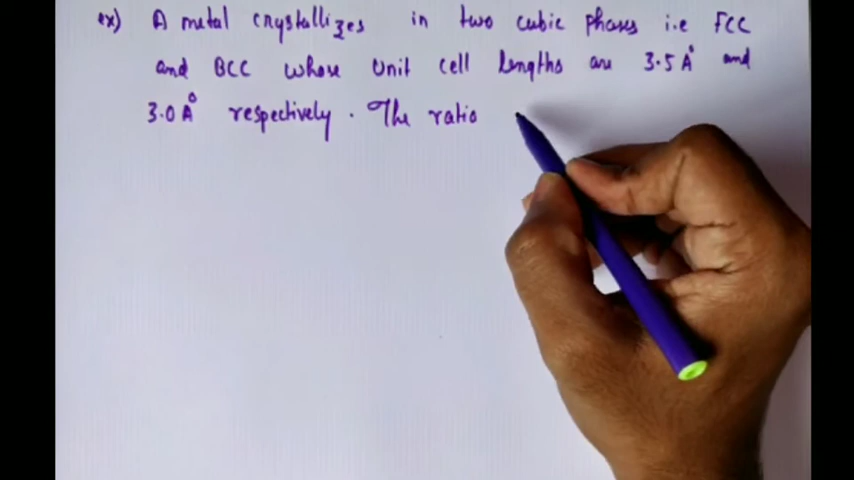 ex) A metal crystallizes in two cubic phases i.e FCC
and BCC whose Unit cell lengths are 3.5 A° and
3.0 A° respectively. The ratio